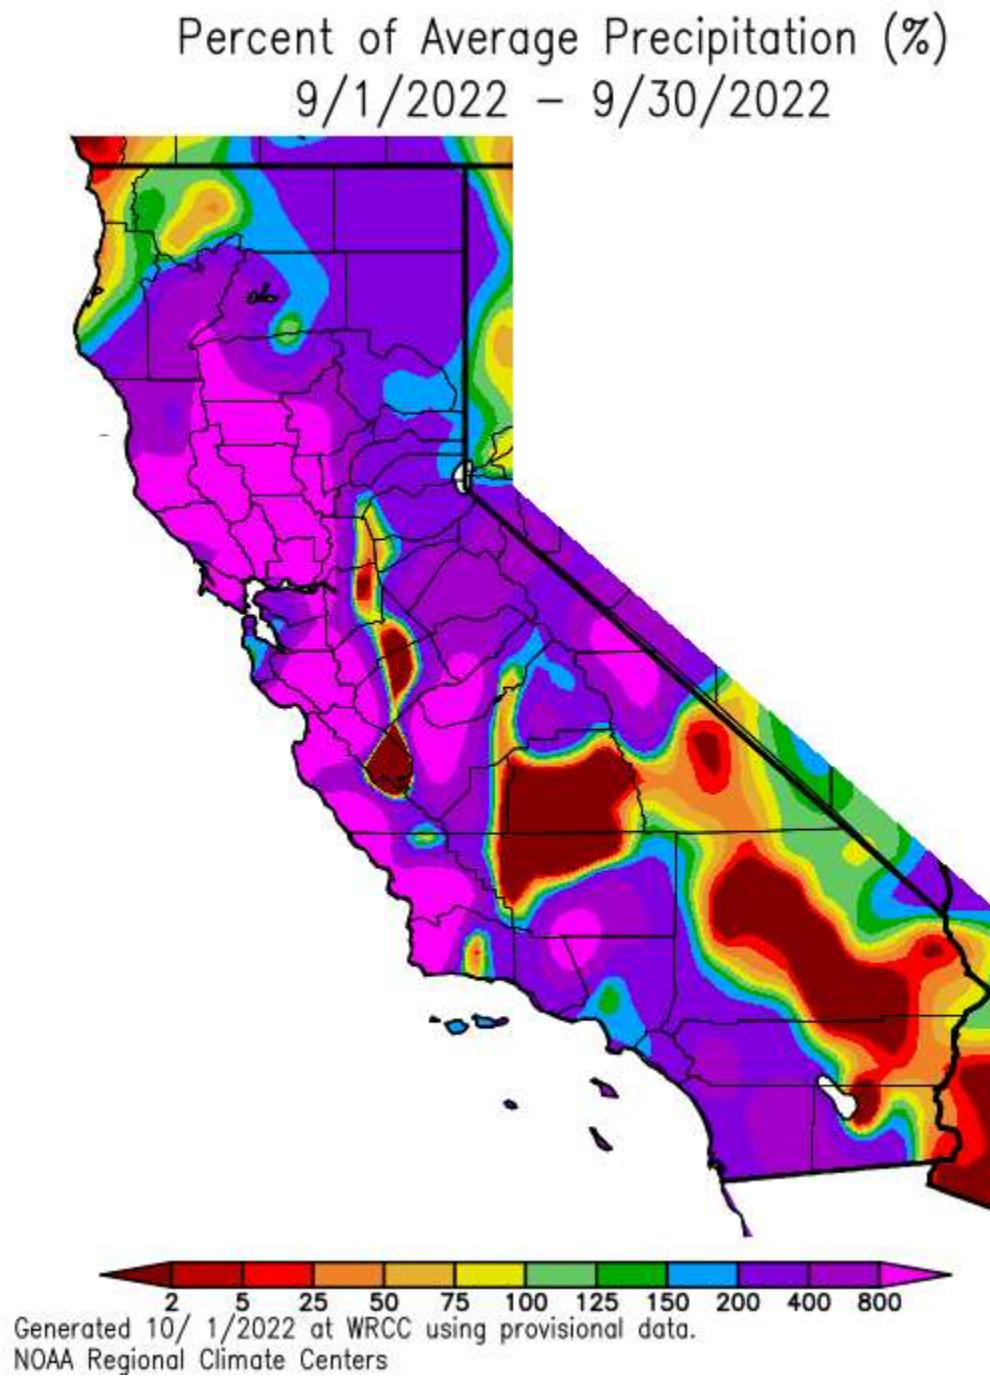 Percent of Average Precipitation (%)
9/1/2022 – 9/30/2022
2 5 25 50 75 100 125 150 200 400 800
Generated 10/ 1/2022 at WRCC using provisional data.
NOAA Regional Climate Centers